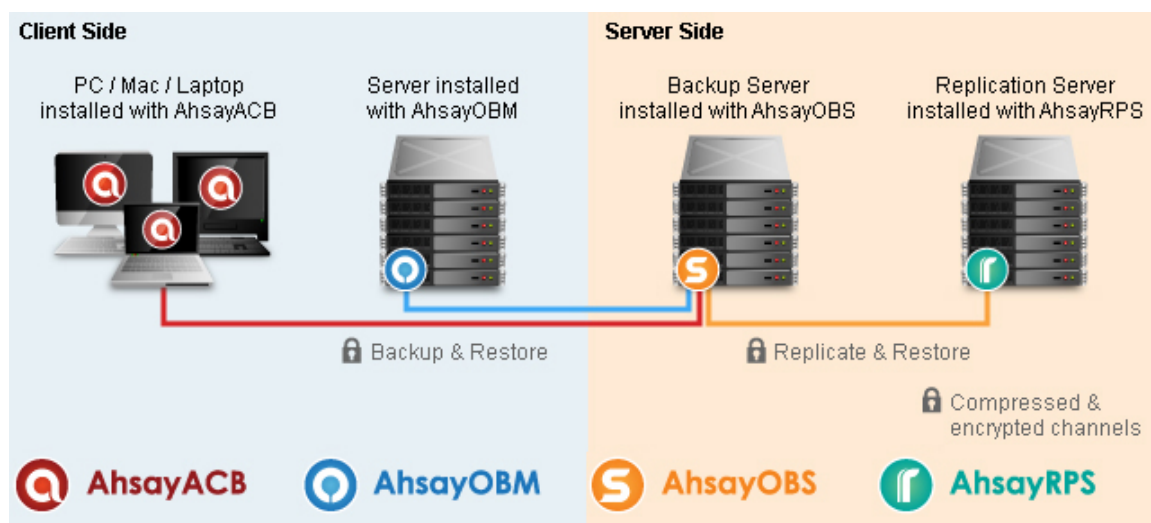 Client Side
Server Side
PC / Mac / Laptop
installed with AhsayACB
Server installed
with AhsayOBM
Backup Server
installed with AhsayOBS
Replication Server
installed with AhsayRPS
Backup & Restore
Replicate & Restore
Compressed &
encrypted channels
AhsayACB
AhsayOBM
AhsayOBS
AhsayRPS